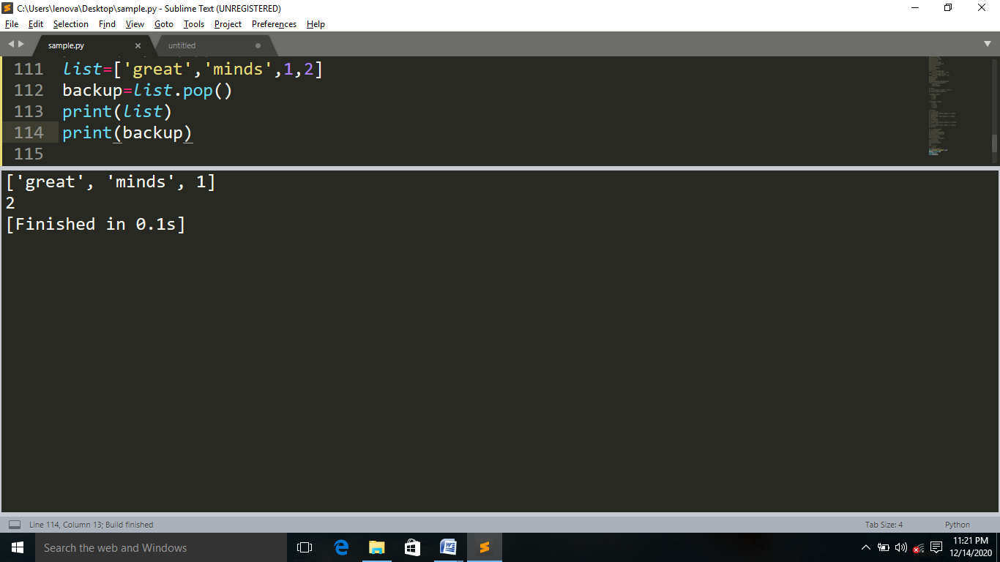 C:\Users\lenova\Desktop\sample.py - Sublime Text (UNREGISTERED)
File Edit Selection Find View Goto Tools Project Preferences Help
sample.py untitled
111 list=['great','minds',1,2]
112 backup=list.pop()
113 print(list)
114 print(backup)
115
['great', 'minds', 1]
2
[Finished in 0.1s]
Line 114, Column 13; Build finished Tab Size: 4 Python
Search the web and Windows
11:21 PM
12/14/2020